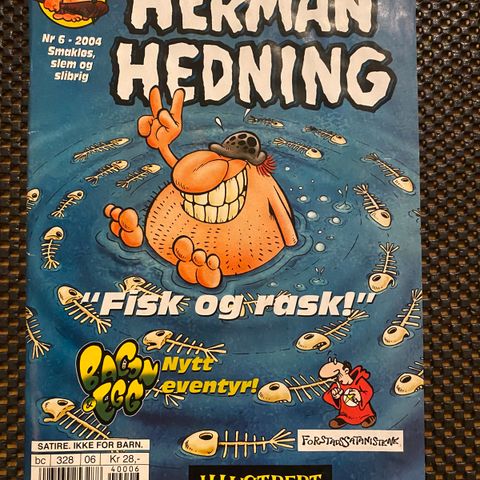 HERMAN
HEDNING
Nr 6 - 2004
Smakløs,
slem og
slibrig
"Fisk og rask!"
BACON
& EGG
Nytt
eventyr!
FORSTADSSATANISTENE
SATIRE. IKKE FOR BARN.
bc 328 06 Kr 28,-
40006
ILLUSTRERT